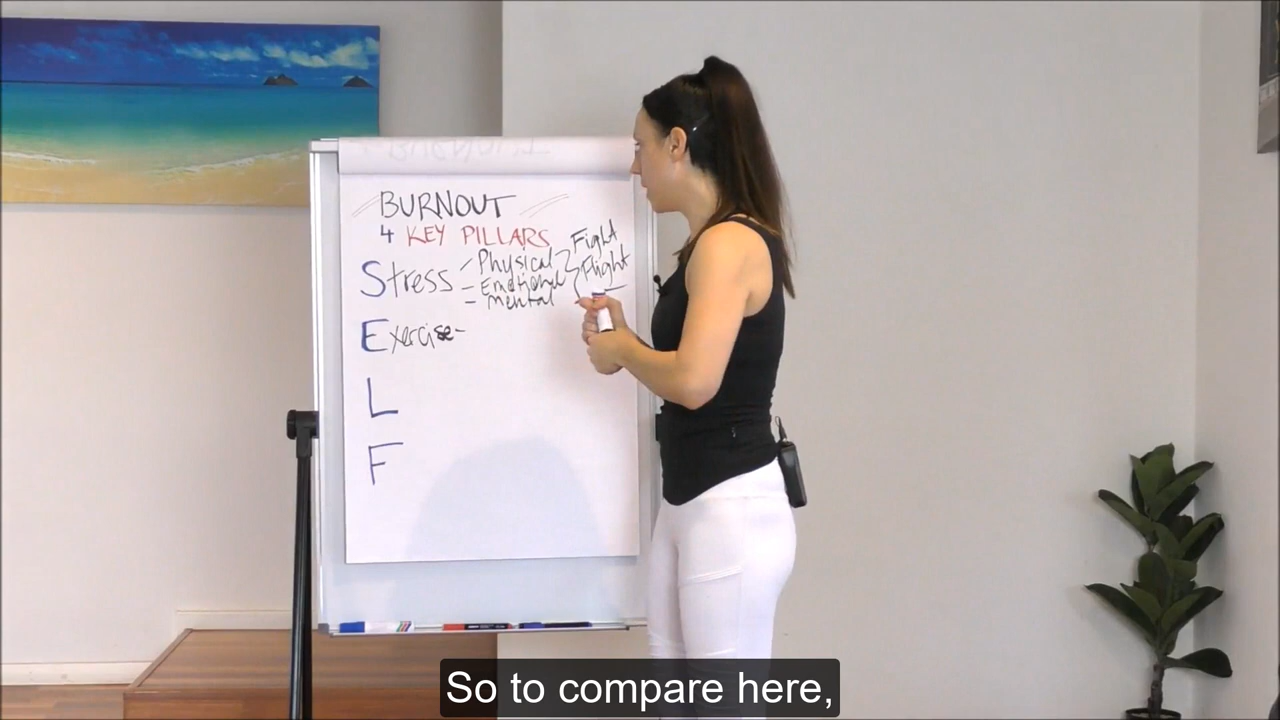 BURNOUT
4 KEY PILLARS
Stress - Physical
- Emotional
- Mental
Fight
Flight
Exercise -
L
F
So to compare here,